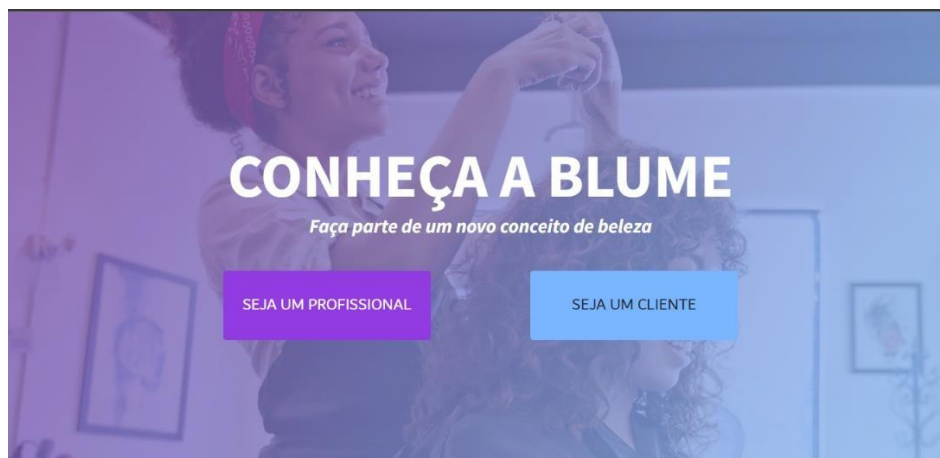 CONHEÇA A BLUME
Faça parte de um novo conceito de beleza
SEJA UM PROFISSIONAL
SEJA UM CLIENTE